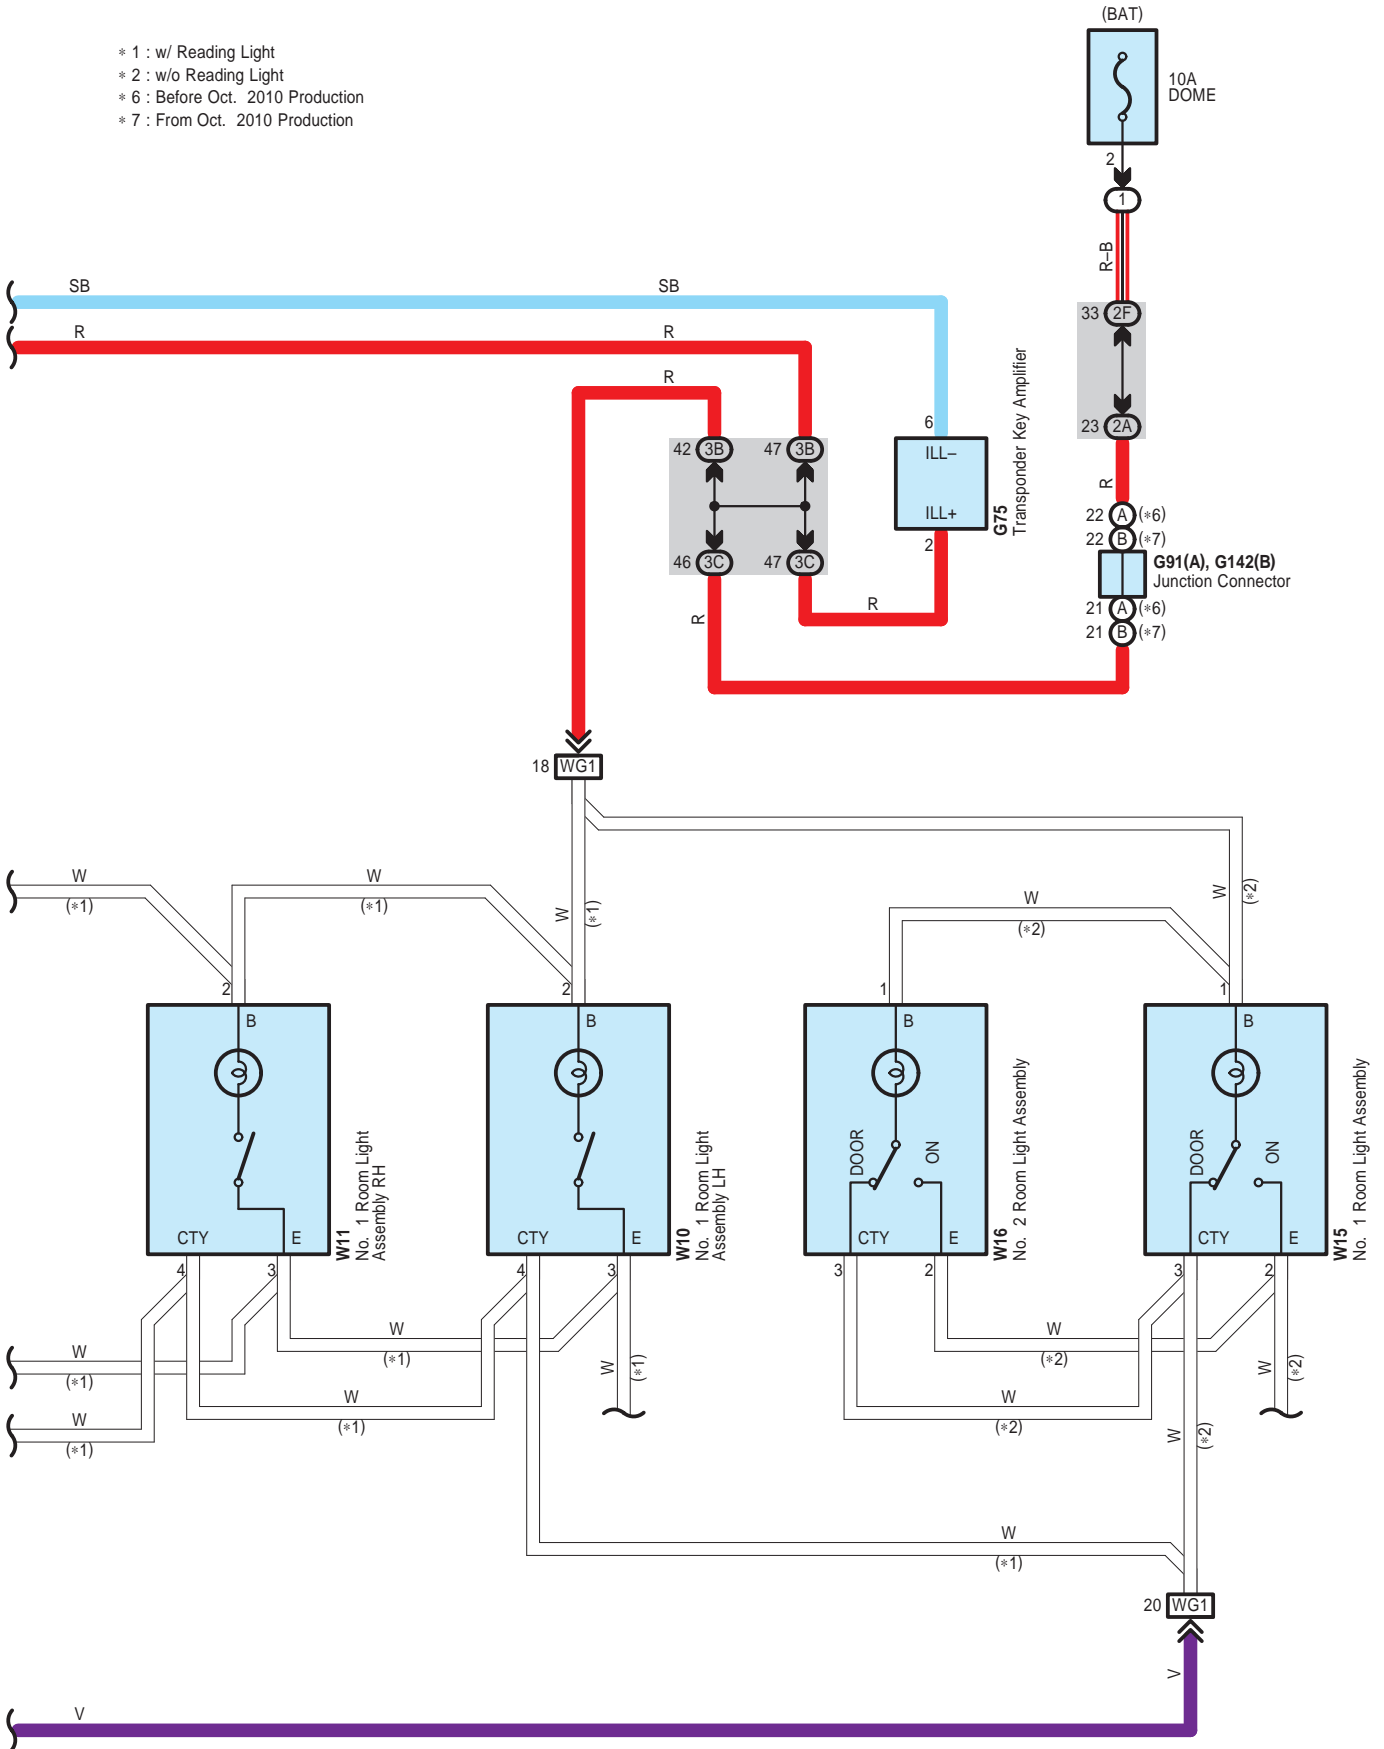 (BAT)
∗ 1 : w/ Reading Light
∗ 2 : w/o Reading Light
∗ 6 : Before Oct. 2010 Production
∗ 7 : From Oct. 2010 Production
10A
DOME
2
1
R–B
SB
SB
33 2F
R
R
R
23 2A
6
42 3B
47 3B
ILL–
ILL+
G75
Transponder Key Amplifier
R
22 A (∗6)
22 B (∗7)
2
46 3C
47 3C
G91(A), G142(B)
Junction Connector
R
R
21 A (∗6)
21 B (∗7)
18 WG1
W
(∗1)
W
(∗1)
W
(∗1)
W
(∗2)
W
(∗2)
2
2
1
1
B
B
B
B
DOOR
ON
DOOR
ON
CTY
E
W11
No. 1 Room Light
Assembly RH
CTY
E
W10
No. 1 Room Light
Assembly LH
CTY
E
W16
No. 2 Room Light Assembly
CTY
E
W15
No. 1 Room Light Assembly
4
3
4
3
3
2
3
2
W
(∗1)
W
(∗1)
W
(∗1)
W
(∗2)
W
(∗2)
W
(∗1)
W
(∗1)
W
(∗2)
W
(∗2)
W
(∗1)
20 WG1
V
V